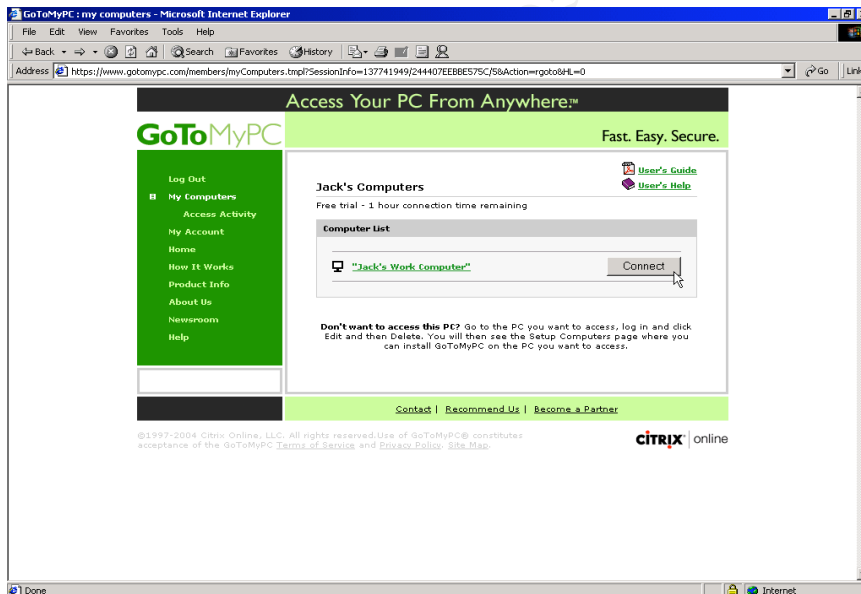 GoToMyPC : my computers - Microsoft Internet Explorer
File Edit View Favorites Tools Help
Back Search Favorites History
Address https://www.gotomypc.com/members/myComputers.tmpl?SessionInfo=137741949/244407EEBBE575C/5&Action=rgoto&HL=0 Go Link
Access Your PC From Anywhere.™
GoToMyPC
Fast. Easy. Secure.
Log Out
My Computers
Access Activity
My Account
Home
How It Works
Product Info
About Us
Newsroom
Help
User's Guide
User's Help
Jack's Computers
Free trial - 1 hour connection time remaining
Computer List
"Jack's Work Computer" Connect
Don't want to access this PC? Go to the PC you want to access, log in and click
Edit and then Delete. You will then see the Setup Computers page where you
can install GoToMyPC on the PC you want to access.
Contact | Recommend Us | Become a Partner
©1997-2004 Citrix Online, LLC. All rights reserved.Use of GoToMyPC® constitutes
acceptance of the GoToMyPC Terms of Service and Privacy Policy. Site Map.
CİTRIX® online
Done Internet